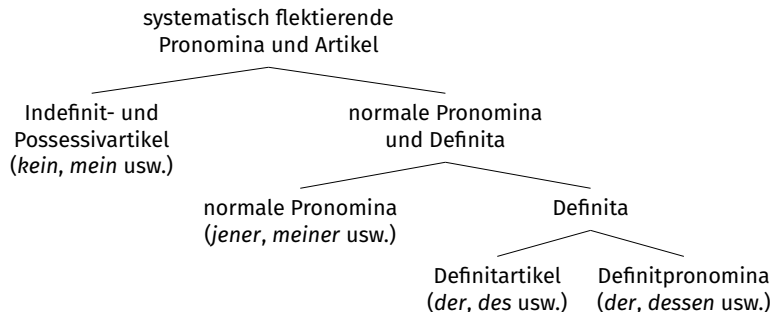 systematisch flektierende
Pronomina und Artikel
Indefinit- und
Possessivartikel
(kein, mein usw.)
normale Pronomina
und Definita
normale Pronomina
(jener, meiner usw.)
Definita
Definitartikel
(der, des usw.)
Definitpronomina
(der, dessen usw.)